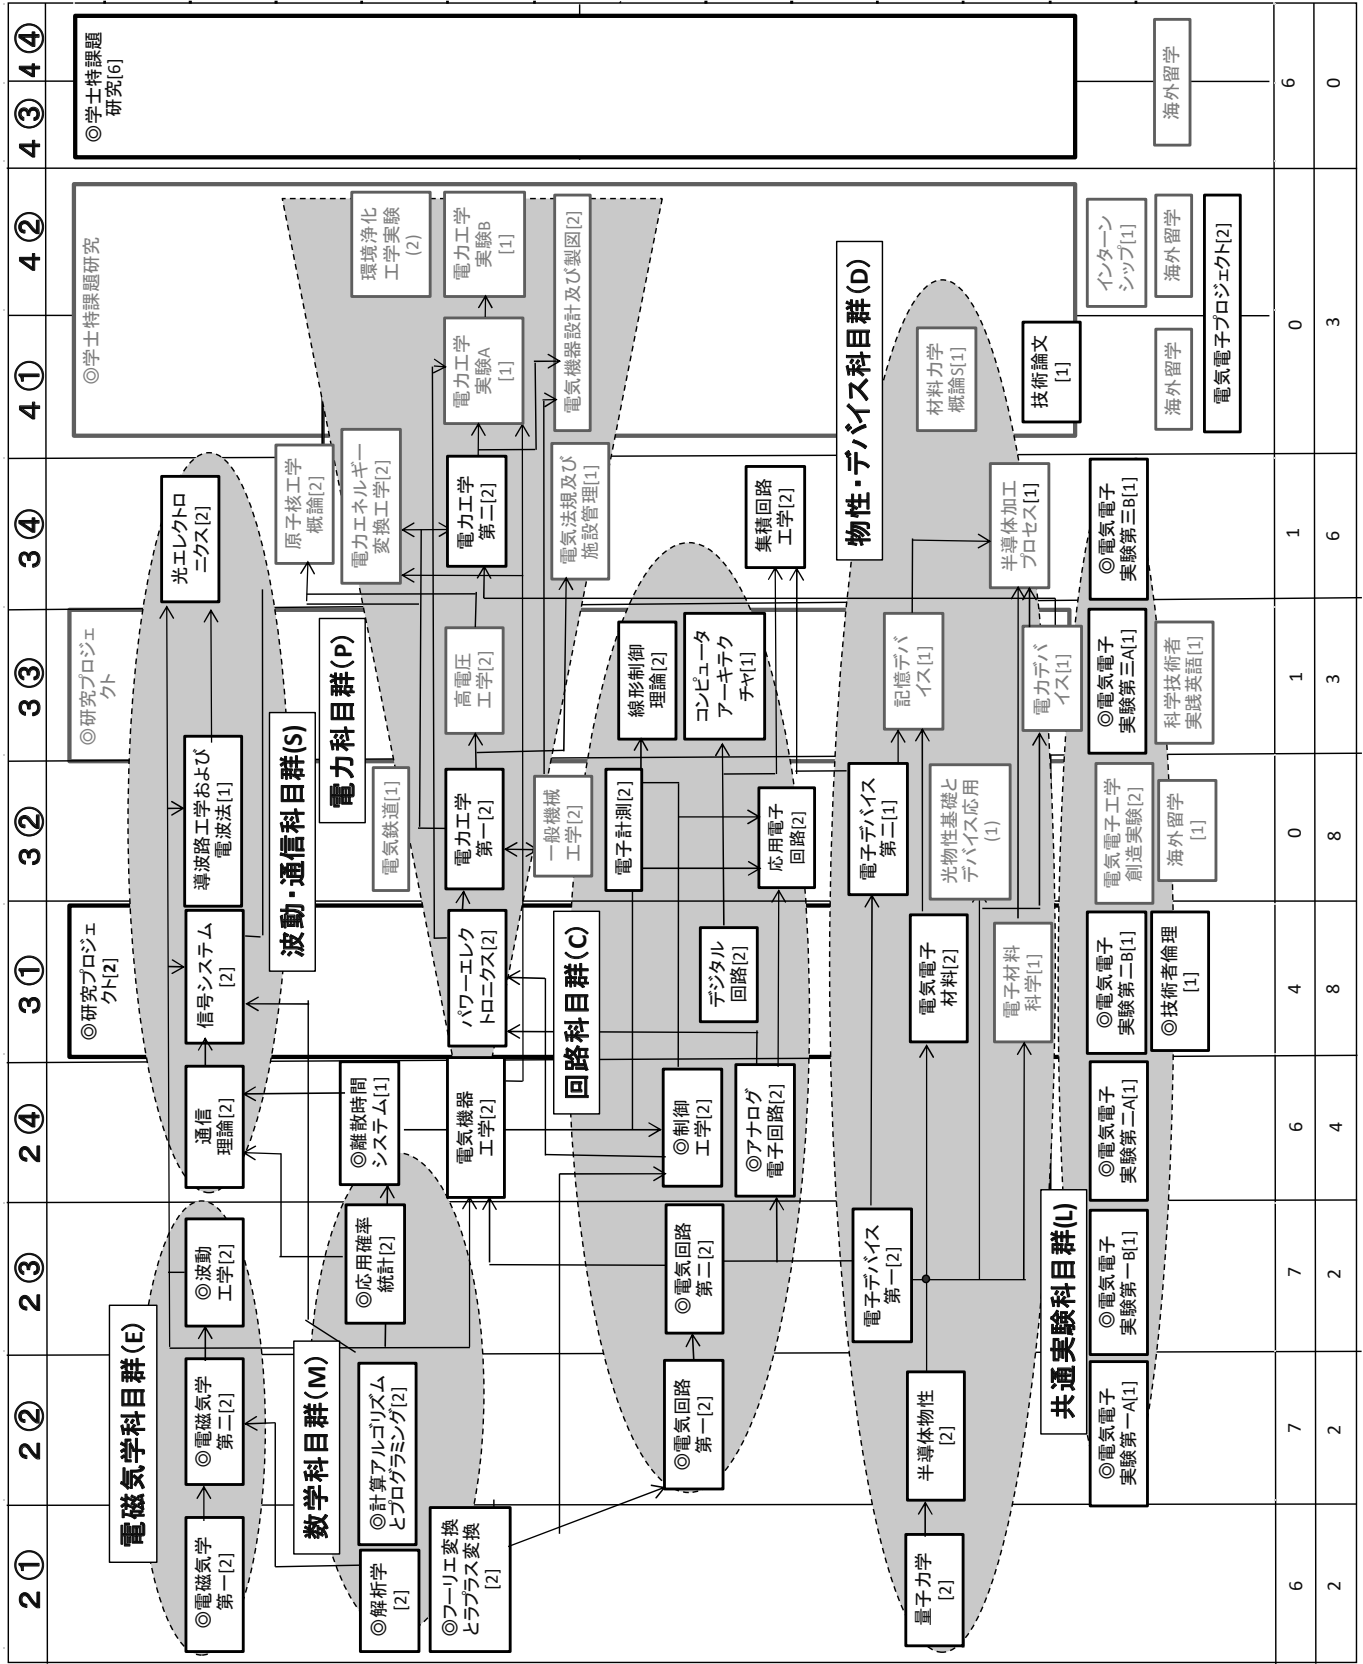 2①
2②
2③
2④
3①
3②
3③
3④
4①
4②
4③
4④
電磁気学科目群(E)
◎電磁気学
第一[2]
◎電磁気学
第二[2]
◎波動
工学[2]
数学科目群(M)
◎解析学
[2]
◎計算アルゴリズム
とプログラミング[2]
◎フーリエ変換
とラプラス変換
[2]
◎応用確率
統計[2]
◎離散時間
システム[1]
波動・通信科目群(S)
通信
理論[2]
信号システム
[2]
導波路工学および
電波法[1]
光エレクトロ
ニクス[2]
電力科目群(P)
電気機器
工学[2]
パワーエレク
トロニクス[2]
電力工学
第一[2]
電気鉄道[1]
一般機械
工学[2]
高電圧
工学[2]
原子核工学
概論[2]
電力エネルギー
変換工学[2]
電力工学
第二[2]
電気法規及び
施設管理[1]
電力工学
実験A
[1]
電力工学
実験B
[1]
環境浄化
工学実験
(2)
電気機器設計及び製図[2]
回路科目群(C)
◎電気回路
第一[2]
◎電気回路
第二[2]
◎制御
工学[2]
◎アナログ
電子回路[2]
デジタル
回路[2]
電子計測[2]
応用電子
回路[2]
線形制御
理論[2]
コンピュータ
アーキテク
チャ[1]
集積回路
工学[2]
物性・デバイス科目群(D)
量子力学
[2]
半導体物性
[2]
電子デバイス
第一[2]
電気電子
材料[2]
電子材料
科学[1]
電子デバイス
第二[1]
光物性基礎と
デバイス応用
(1)
記憶デバ
イス[1]
電力デバ
イス[1]
半導体加工
プロセス[1]
材料力学
概論S[1]
技術論文
[1]
共通実験科目群(L)
◎電気電子
実験第一A[1]
◎電気電子
実験第一B[1]
◎電気電子
実験第二A[1]
◎電気電子
実験第二B[1]
◎技術者倫理
[1]
電気電子工学
創造実験[2]
海外留学
[1]
◎電気電子
実験第三A[1]
科学技術者
実践英語[1]
◎電気電子
実験第三B[1]
海外留学
電気電子プロジェクト[2]
インターン
シップ[1]
海外留学
海外留学
◎研究プロジェ
クト[2]
◎研究プロジェ
クト
◎学士特課題研究
◎学士特課題
研究[6]
6
7
7
6
4
0
1
1
0
6
2
2
2
4
8
8
3
6
3
0